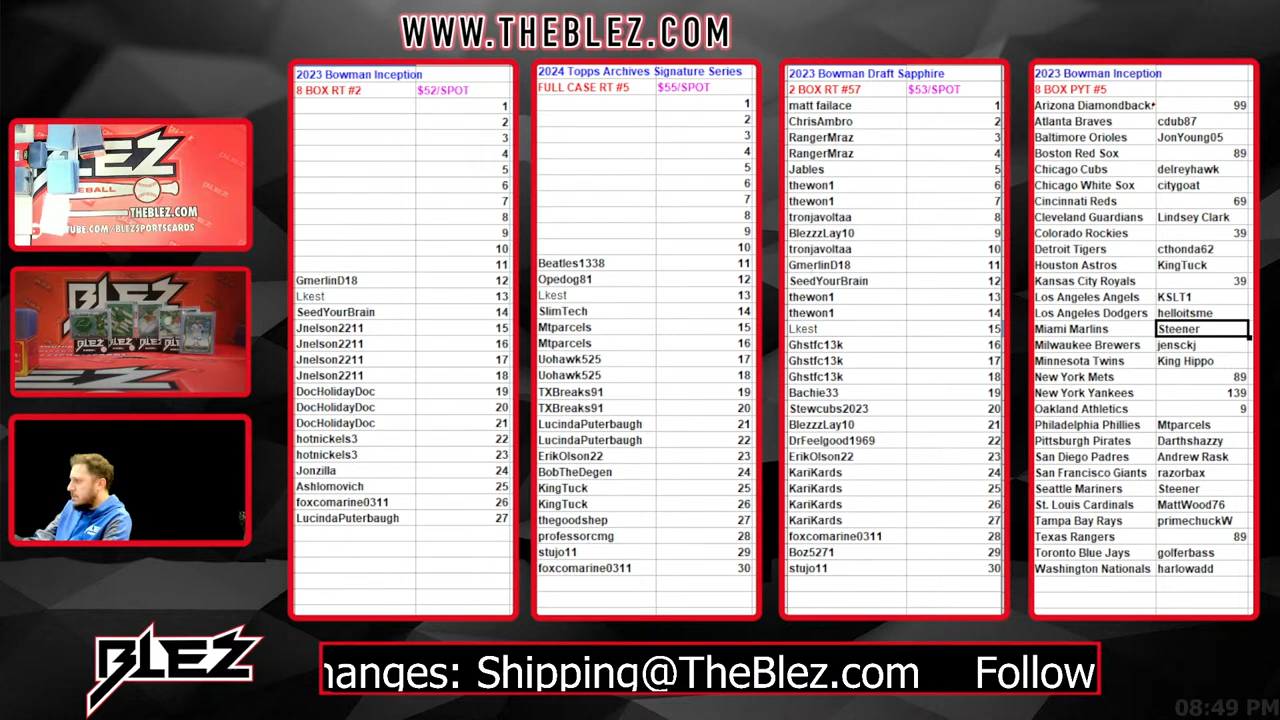 WWW.THEBLEZ.COM
BLEZ
BASEBALL
THEBLEZ.COM
TUBE.COM/BLEZSPORTSCARDS
BLEZ
2023 Bowman Inception
8 BOX RT #2 $52/SPOT
1
2
3
4
5
6
7
8
9
10
11
GmerlinD18 12
Lkest 13
SeedYourBrain 14
Jnelson2211 15
Jnelson2211 16
Jnelson2211 17
Jnelson2211 18
DocHolidayDoc 19
DocHolidayDoc 20
DocHolidayDoc 21
hotnickels3 22
hotnickels3 23
Jonzilla 24
Ashlomovich 25
foxcomarine0311 26
LucindaPuterbaugh 27
2024 Topps Archives Signature Series
FULL CASE RT #5 $55/SPOT
1
2
3
4
5
6
7
8
9
10
Beatles1338 11
Opedog81 12
Lkest 13
SlimTech 14
Mtparcels 15
Mtparcels 16
Uohawk525 17
Uohawk525 18
TXBreaks91 19
TXBreaks91 20
LucindaPuterbaugh 21
LucindaPuterbaugh 22
ErikOlson22 23
BobTheDegen 24
KingTuck 25
KingTuck 26
thegoodshep 27
professorcmg 28
stujo11 29
foxcomarine0311 30
2023 Bowman Draft Sapphire
2 BOX RT #57 $53/SPOT
matt failace 1
ChrisAmbro 2
RangerMraz 3
RangerMraz 4
Jables 5
thewon1 6
thewon1 7
tronjavoltaa 8
BlezzzLay10 9
tronjavoltaa 10
GmerlinD18 11
SeedYourBrain 12
thewon1 13
thewon1 14
Lkest 15
Ghstfc13k 16
Ghstfc13k 17
Ghstfc13k 18
Bachie33 19
Stewcubs2023 20
BlezzzLay10 21
DrFeelgood1969 22
ErikOlson22 23
KariKards 24
KariKards 25
KariKards 26
KariKards 27
foxcomarine0311 28
Boz5271 29
stujo11 30
2023 Bowman Inception
8 BOX PYT #5
Arizona Diamondback 99
Atlanta Braves cdub87
Baltimore Orioles JonYoung05
Boston Red Sox 89
Chicago Cubs delreyhawk
Chicago White Sox citygoat
Cincinnati Reds 69
Cleveland Guardians Lindsey Clark
Colorado Rockies 39
Detroit Tigers cthonda62
Houston Astros KingTuck
Kansas City Royals 39
Los Angeles Angels KSLT1
Los Angeles Dodgers helloitsme
Miami Marlins Steener
Milwaukee Brewers jensckj
Minnesota Twins King Hippo
New York Mets 89
New York Yankees 139
Oakland Athletics 9
Philadelphia Phillies Mtparcels
Pittsburgh Pirates Darthshazzy
San Diego Padres Andrew Rask
San Francisco Giants razorbax
Seattle Mariners Steener
St. Louis Cardinals MattWood76
Tampa Bay Rays primechuckW
Texas Rangers 89
Toronto Blue Jays golferbass
Washington Nationals harlowadd
BLEZ
hanges: Shipping@TheBlez.com Follow
08:49 PM